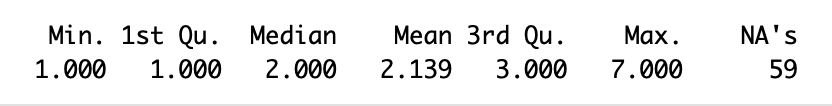 Min. 1st Qu. Median Mean 3rd Qu. Max. NA's
1.000 1.000 2.000 2.139 3.000 7.000 59